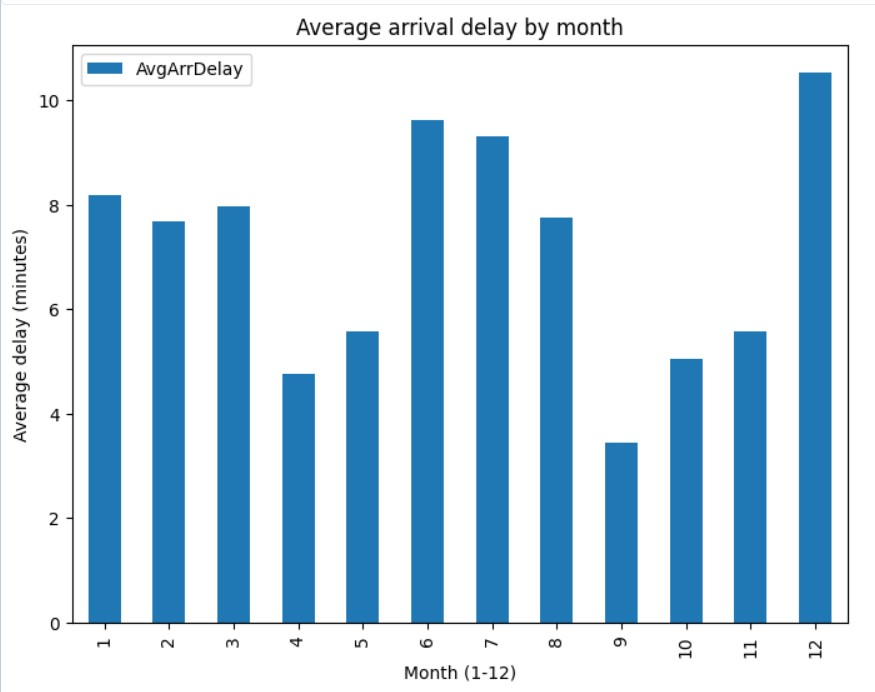 Average arrival delay by month
AvgArrDelay
Average delay (minutes)
10
8
6
4
2
0
1 2 3 4 5 6 7 8 9 10 11 12
Month (1-12)